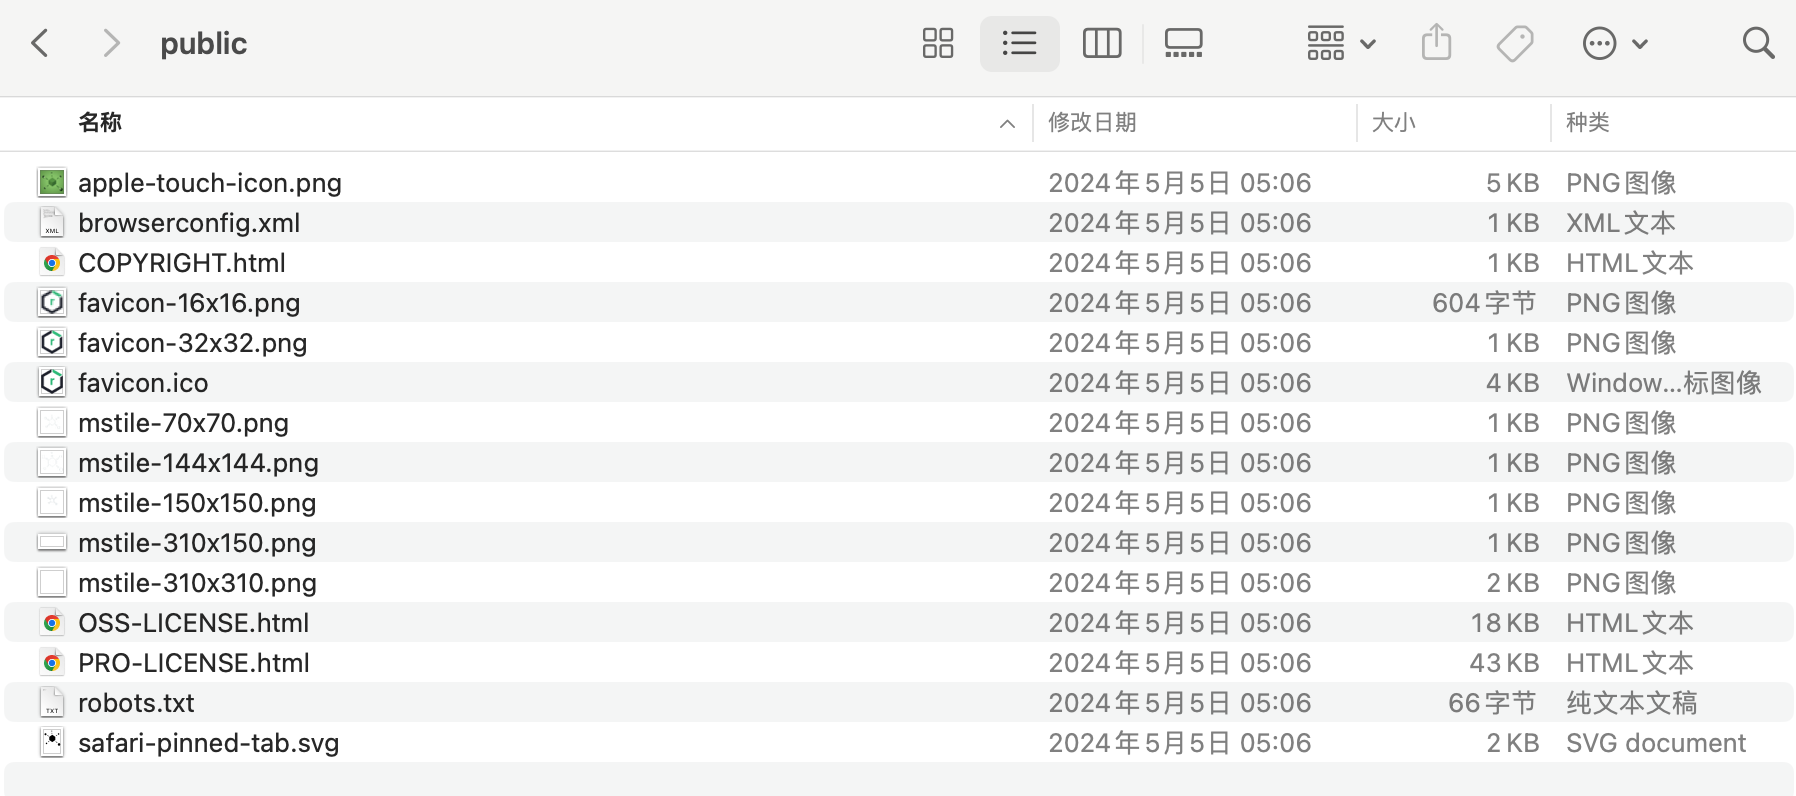 public
名称 修改日期 大小 种类
apple-touch-icon.png 2024年5月5日 05:06 5 KB PNG图像
browserconfig.xml 2024年5月5日 05:06 1 KB XML文本
COPYRIGHT.html 2024年5月5日 05:06 1 KB HTML文本
favicon-16x16.png 2024年5月5日 05:06 604字节 PNG图像
favicon-32x32.png 2024年5月5日 05:06 1 KB PNG图像
favicon.ico 2024年5月5日 05:06 4 KB Window...标图像
mstile-70x70.png 2024年5月5日 05:06 1 KB PNG图像
mstile-144x144.png 2024年5月5日 05:06 1 KB PNG图像
mstile-150x150.png 2024年5月5日 05:06 1 KB PNG图像
mstile-310x150.png 2024年5月5日 05:06 1 KB PNG图像
mstile-310x310.png 2024年5月5日 05:06 2 KB PNG图像
OSS-LICENSE.html 2024年5月5日 05:06 18 KB HTML文本
PRO-LICENSE.html 2024年5月5日 05:06 43 KB HTML文本
robots.txt 2024年5月5日 05:06 66字节 纯文本文稿
safari-pinned-tab.svg 2024年5月5日 05:06 2 KB SVG document